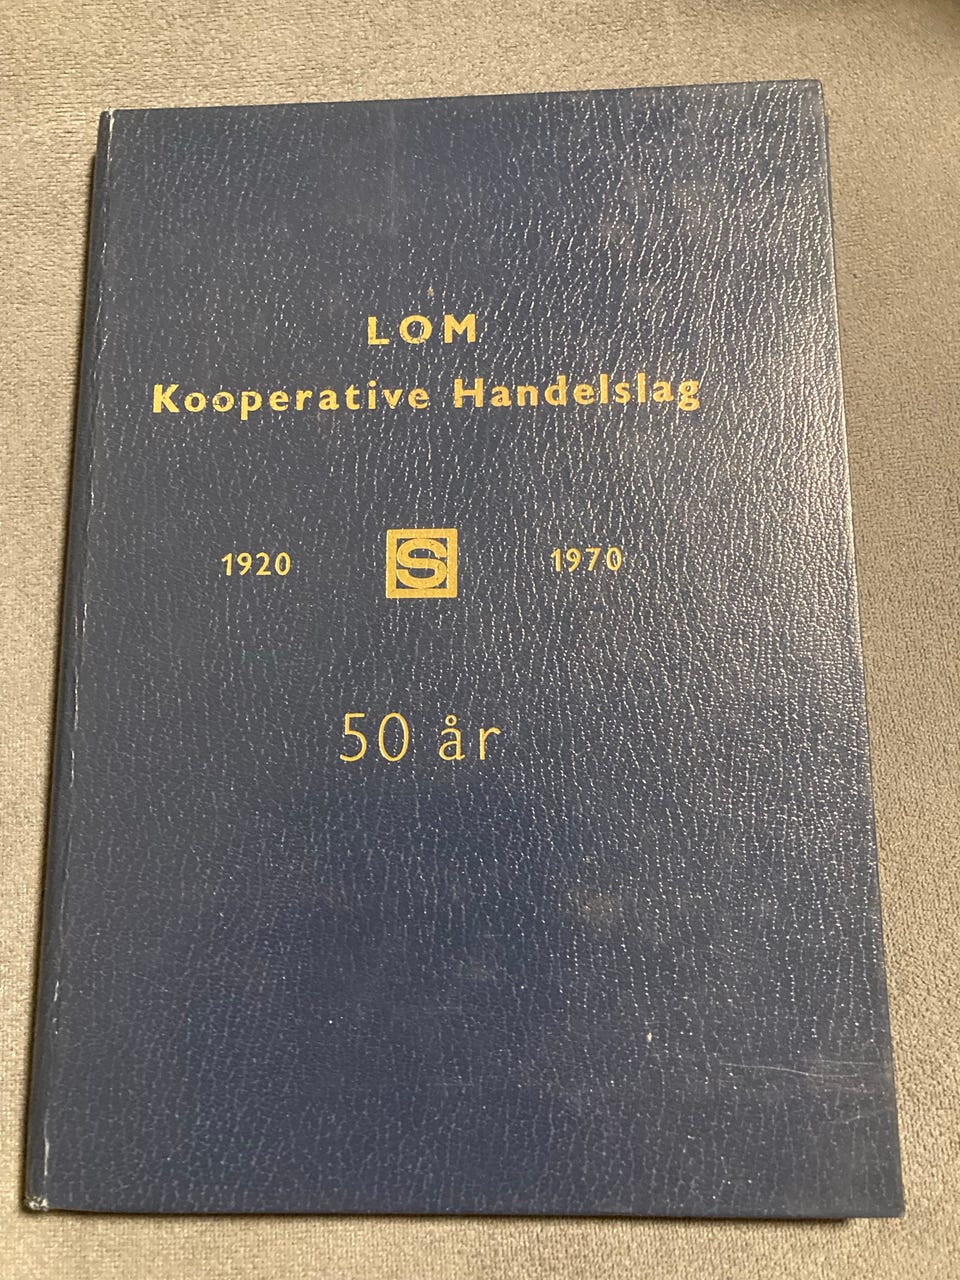 LOM
Kooperative Handelslag
1920 S 1970
50 år